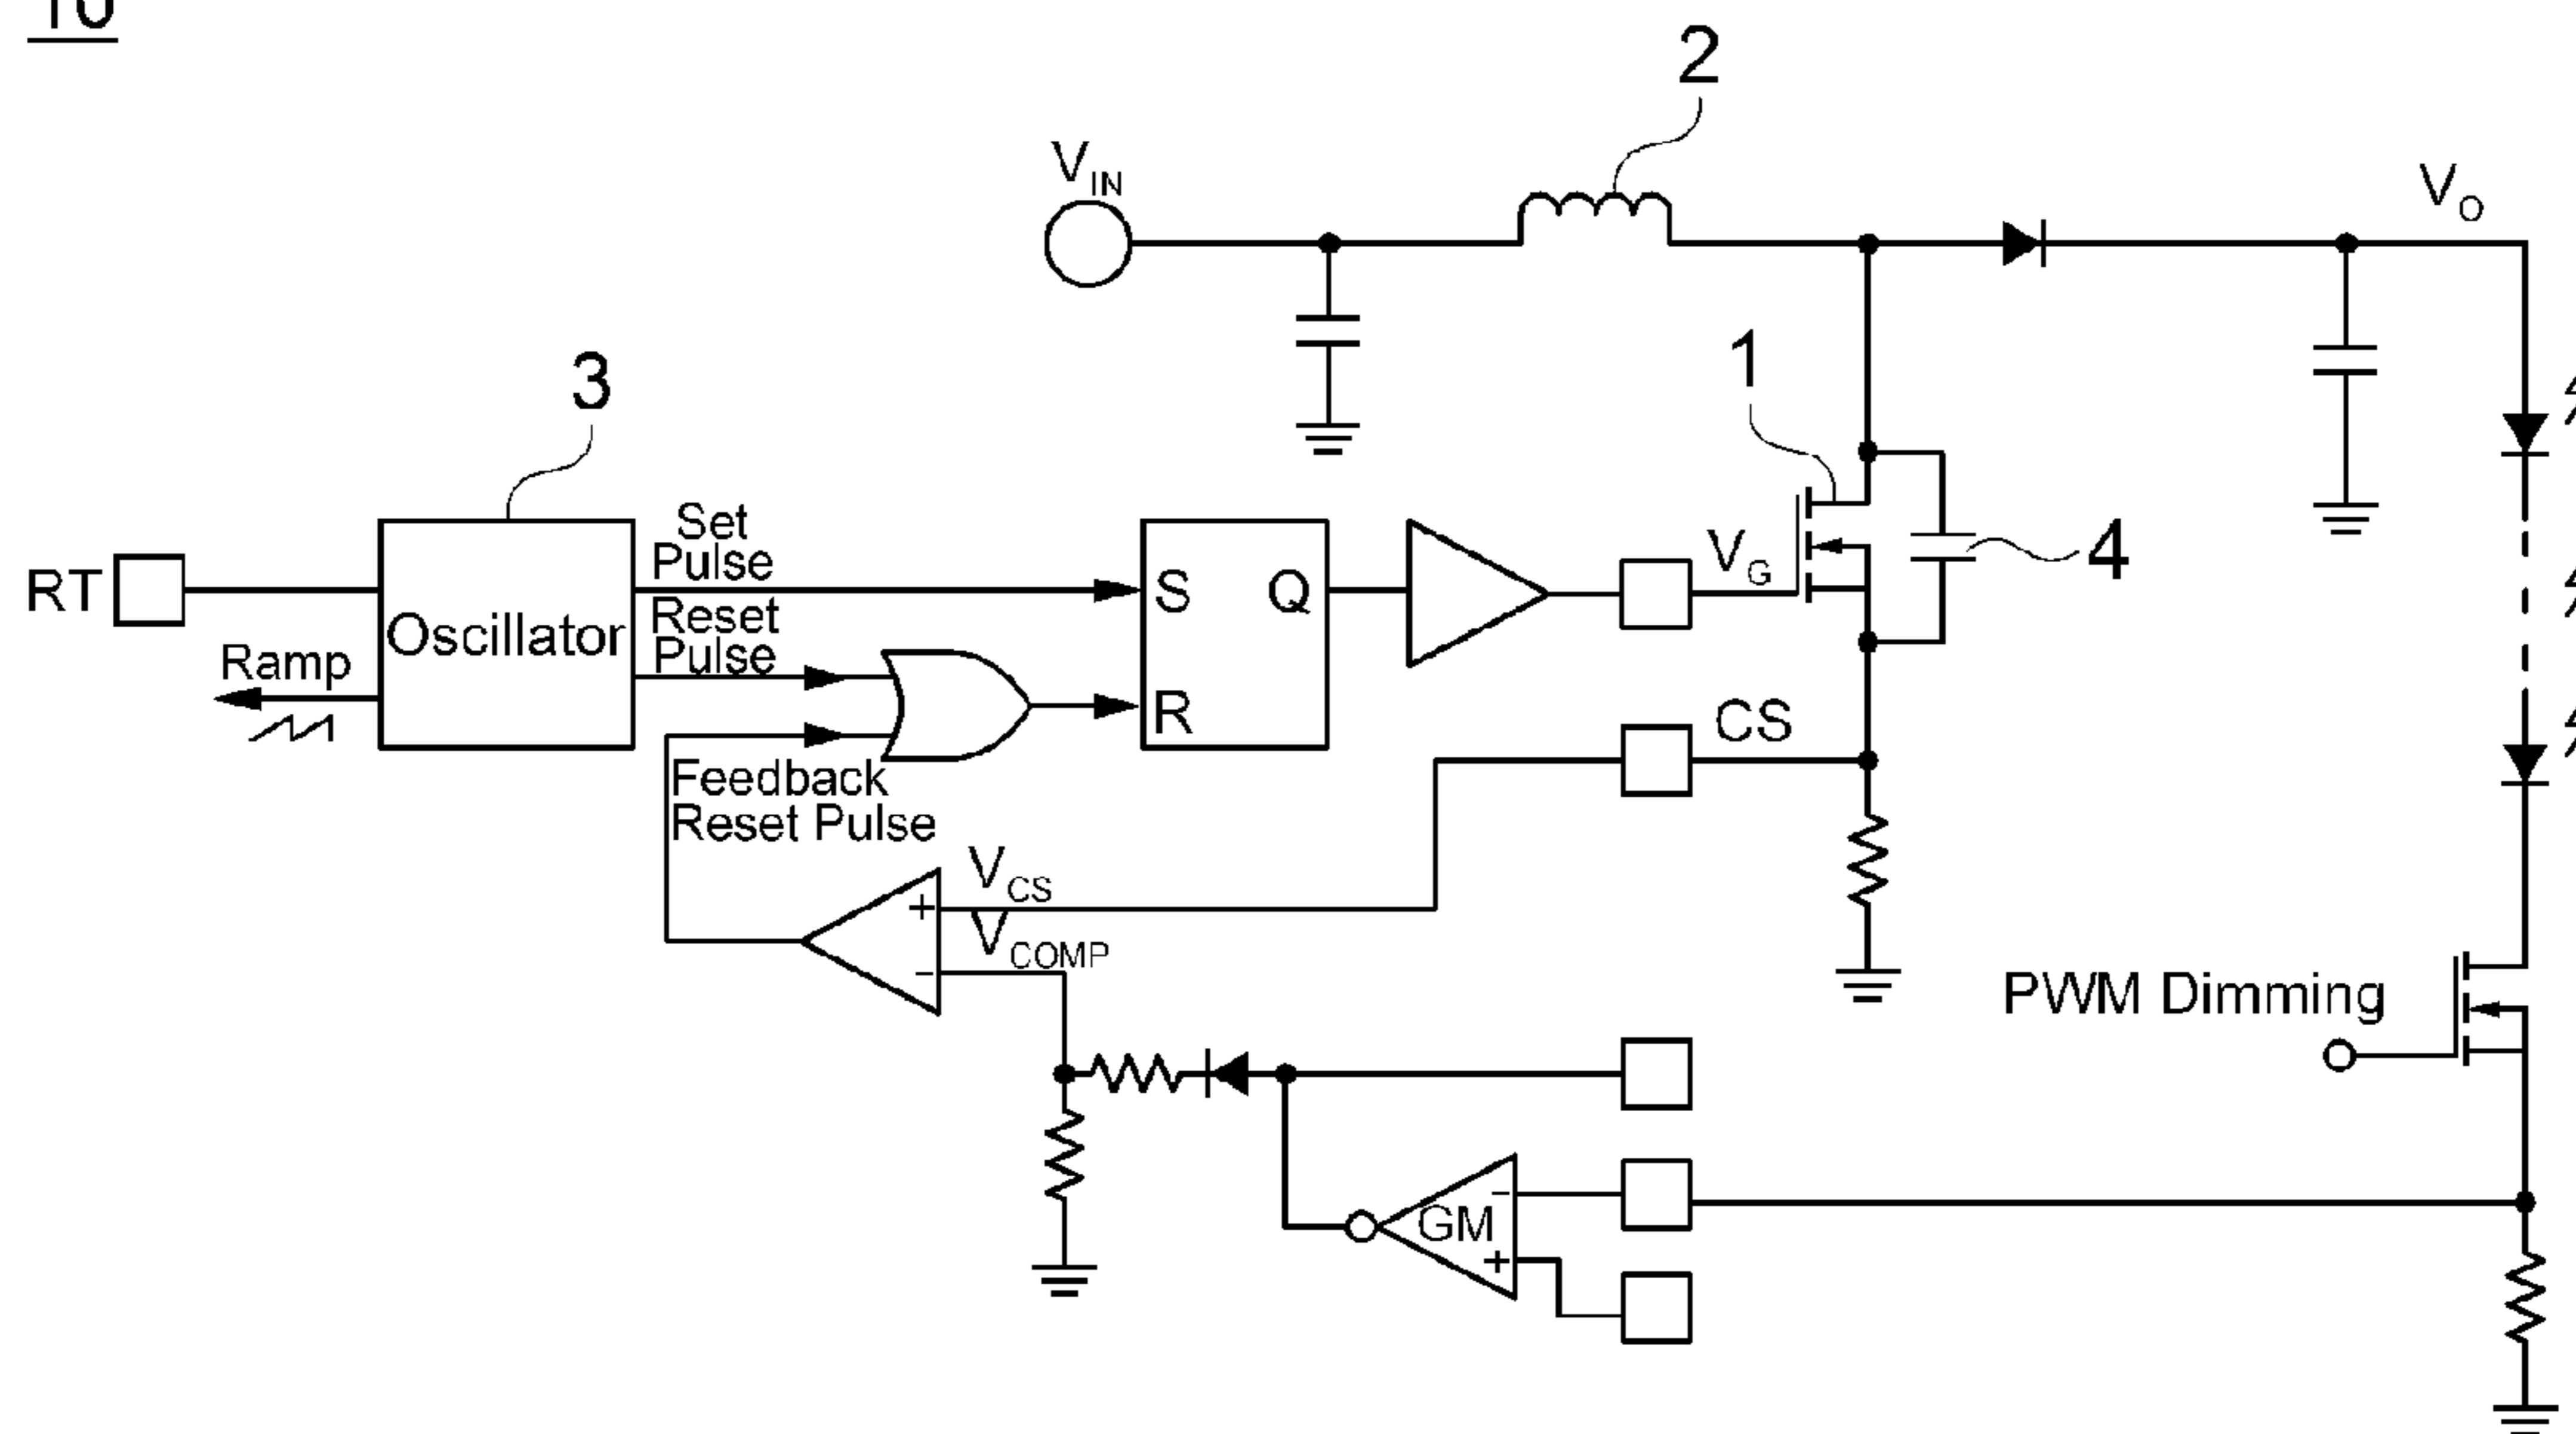 10
2
V_IN
V_O
1
3
Set
Pulse
V_G
4
RT
S
Q
Reset
Pulse
Oscillator
Ramp
R
CS
Feedback
Reset Pulse
V_CS
+
V_COMP
−
PWM Dimming
−
GM
+